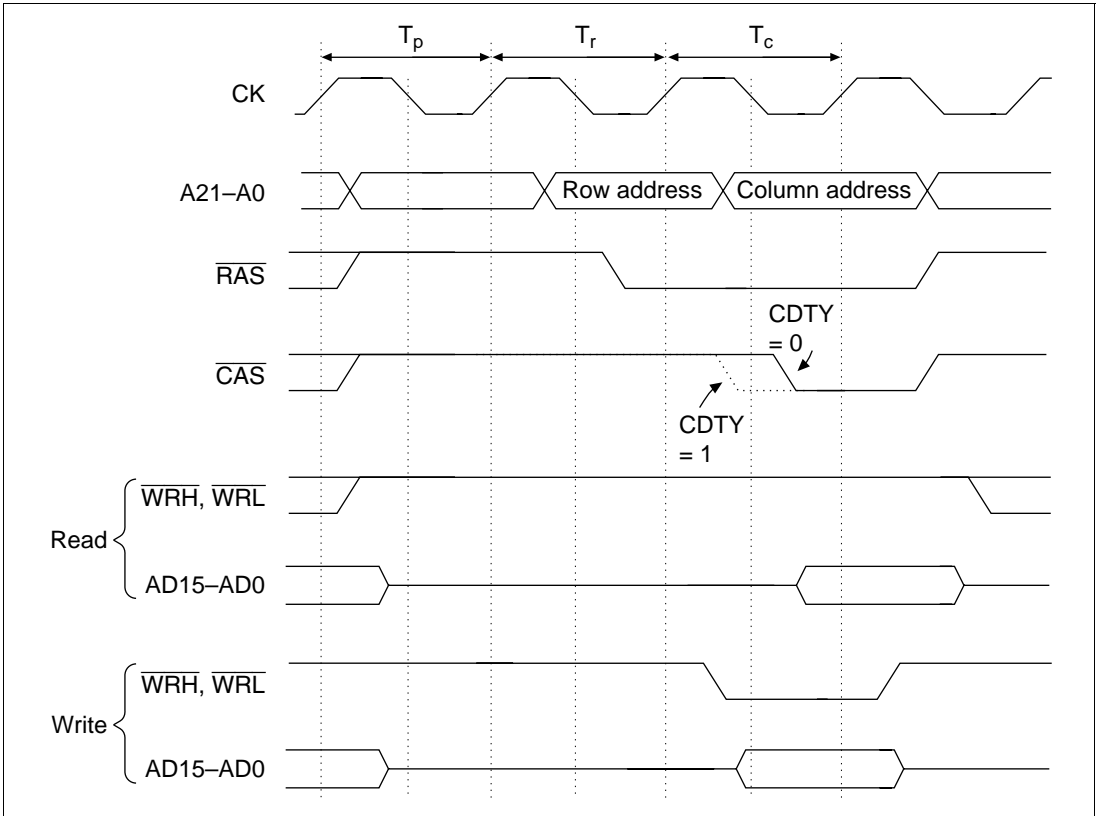 Tp Tr Tc
CK
A21–A0 Row address Column address
RAS
CDTY
= 0
CAS
CDTY
= 1
WRH, WRL
Read
AD15–AD0
WRH, WRL
Write
AD15–AD0